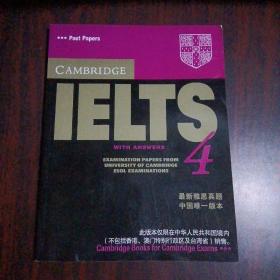 ••• Past Papers
CAMBRIDGE
IELTS
4
WITH ANSWERS
EXAMINATION PAPERS FROM
UNIVERSITY OF CAMBRIDGE
ESOL EXAMINATIONS
最新雅思真题
中国唯一版本
此版本仅限在中华人民共和国境内
(不包括香港、澳门特别行政区及台湾省)销售。
Cambridge Books for Cambridge Exams •••